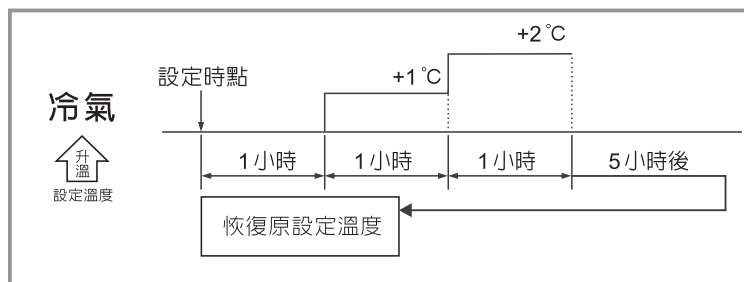 +2 ℃
設定時點
+1℃
冷氣
升溫
設定溫度
1小時
1小時
1小時
5小時後
恢復原設定溫度